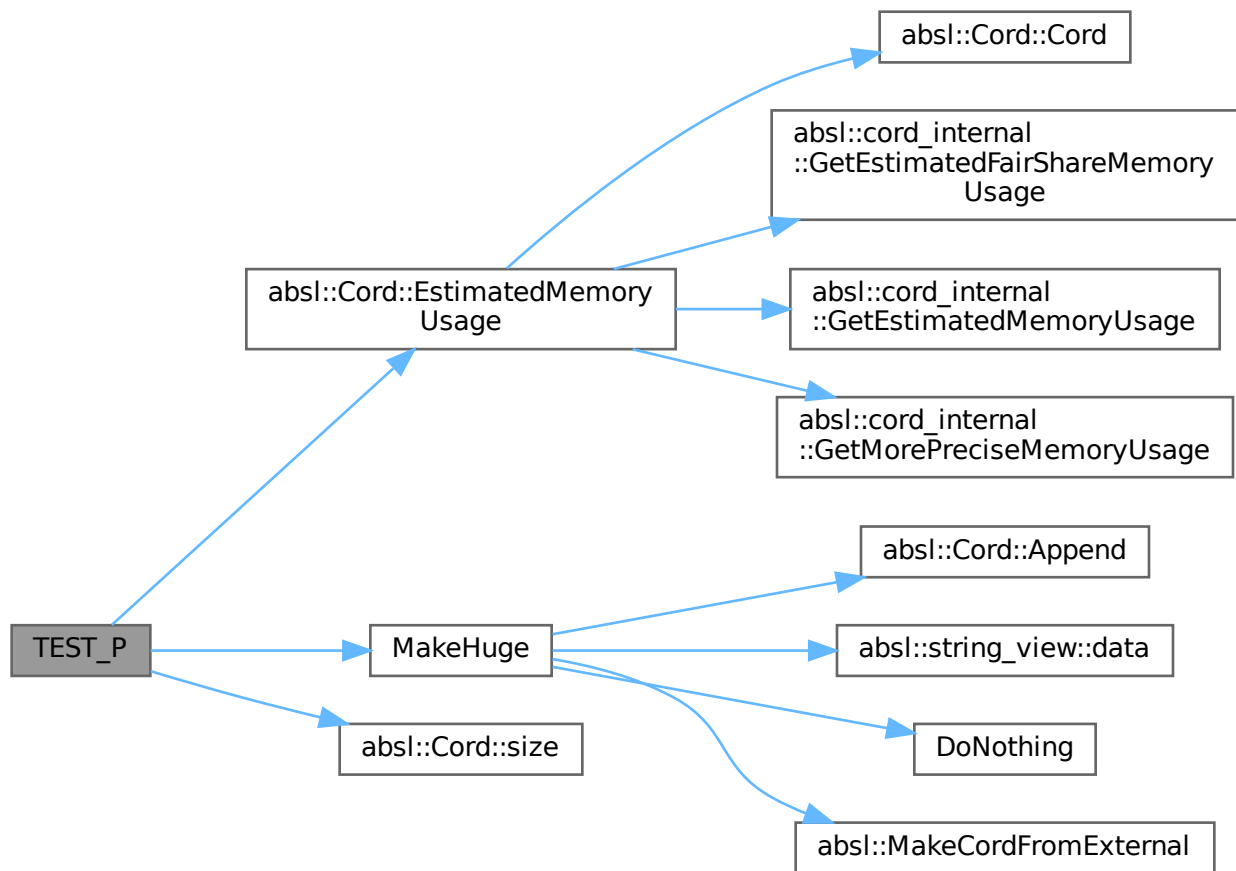 absl::Cord::Cord
absl::cord_internal
::GetEstimatedFairShareMemory
Usage
absl::Cord::EstimatedMemory
Usage
absl::cord_internal
::GetEstimatedMemoryUsage
absl::cord_internal
::GetMorePreciseMemoryUsage
absl::Cord::Append
TEST_P
MakeHuge
absl::string_view::data
absl::Cord::size
DoNothing
absl::MakeCordFromExternal